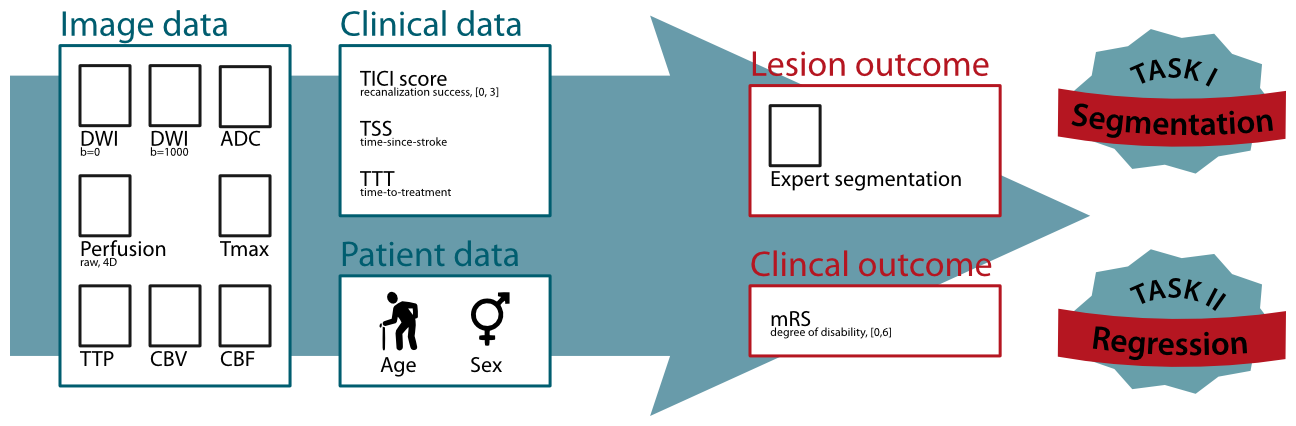 Image data
DWI
b=0
DWI
b=1000
ADC
Perfusion
raw, 4D
Tmax
TTP
CBV
CBF
Clinical data
TICI score
recanalization success, [0, 3]
TSS
time-since-stroke
TTT
time-to-treatment
Patient data
Age
Sex
Lesion outcome
Expert segmentation
Clincal outcome
mRS
degree of disability, [0,6]
TASK I
Segmentation
TASK II
Regression